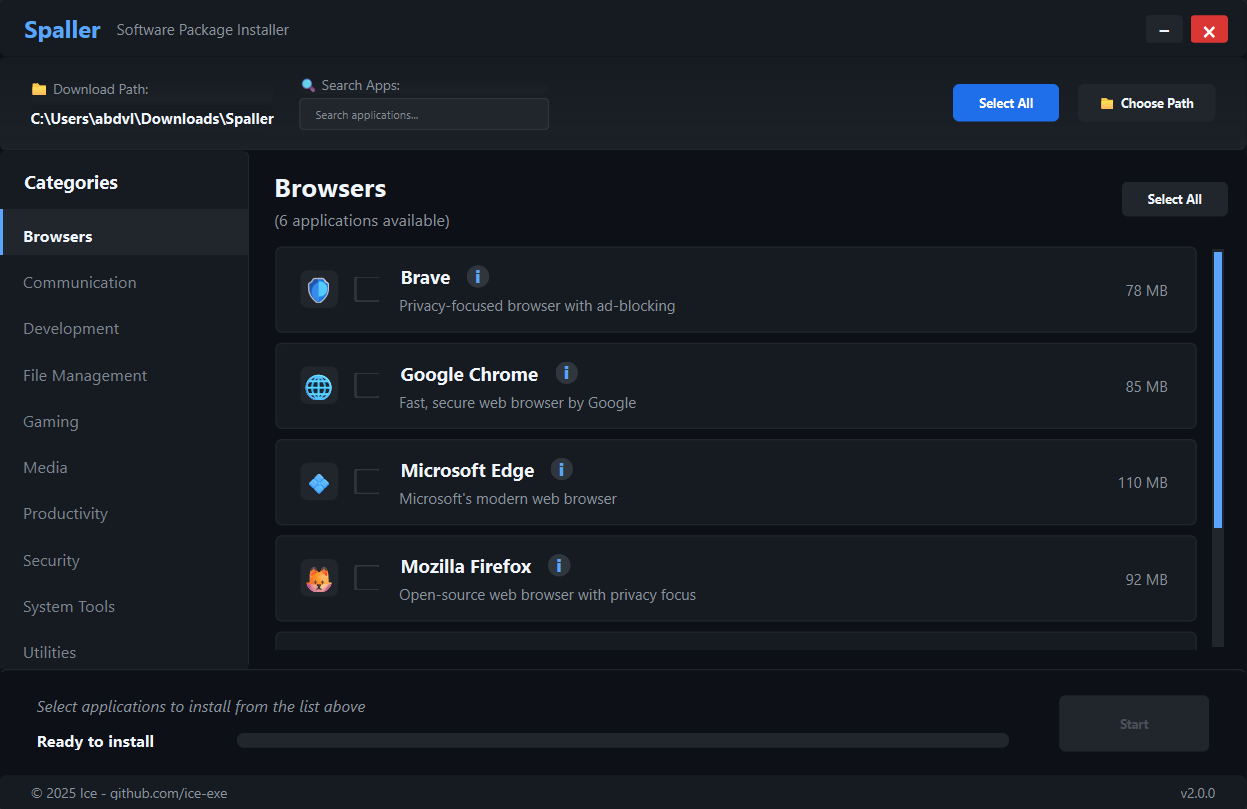 Spaller Software Package Installer
Download Path:
C:\Users\abdvl\Downloads\Spaller
Search Apps:
Search applications...
Select All
Choose Path
Categories
Browsers
Communication
Development
File Management
Gaming
Media
Productivity
Security
System Tools
Utilities
Browsers
(6 applications available)
Select All
Brave
Privacy-focused browser with ad-blocking
78 MB
Google Chrome
Fast, secure web browser by Google
85 MB
Microsoft Edge
Microsoft's modern web browser
110 MB
Mozilla Firefox
Open-source web browser with privacy focus
92 MB
Select applications to install from the list above
Ready to install
Start
© 2025 Ice - github.com/ice-exe
v2.0.0